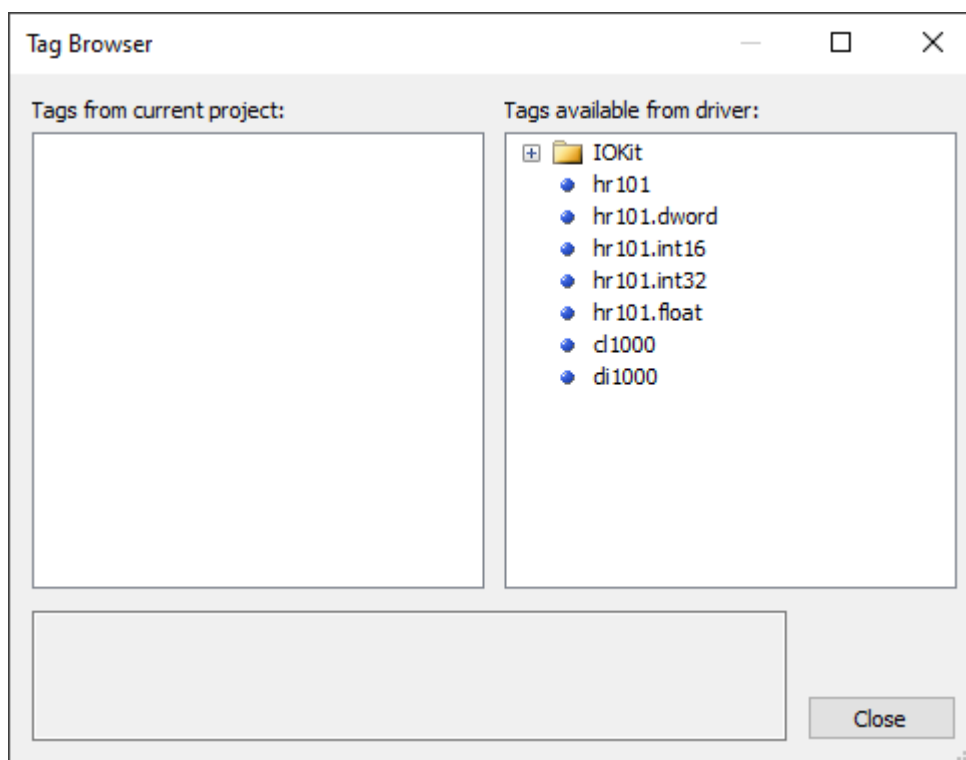 Tag Browser
Tags from current project:
Tags available from driver:
IOKit
hr101
hr101.dword
hr101.int16
hr101.int32
hr101.float
cl1000
di1000
Close